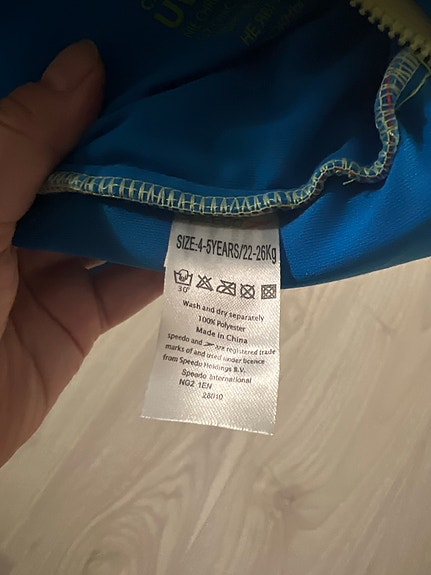 UV
SIZE:4-5YEARS/22-26Kg
30°
Wash and dry separately
100% Polyester
Made in China
speedo and are registered trade
marks of and used under licence
from Speedo Holdings B.V.
Speedo International
NG2 1EN
28010